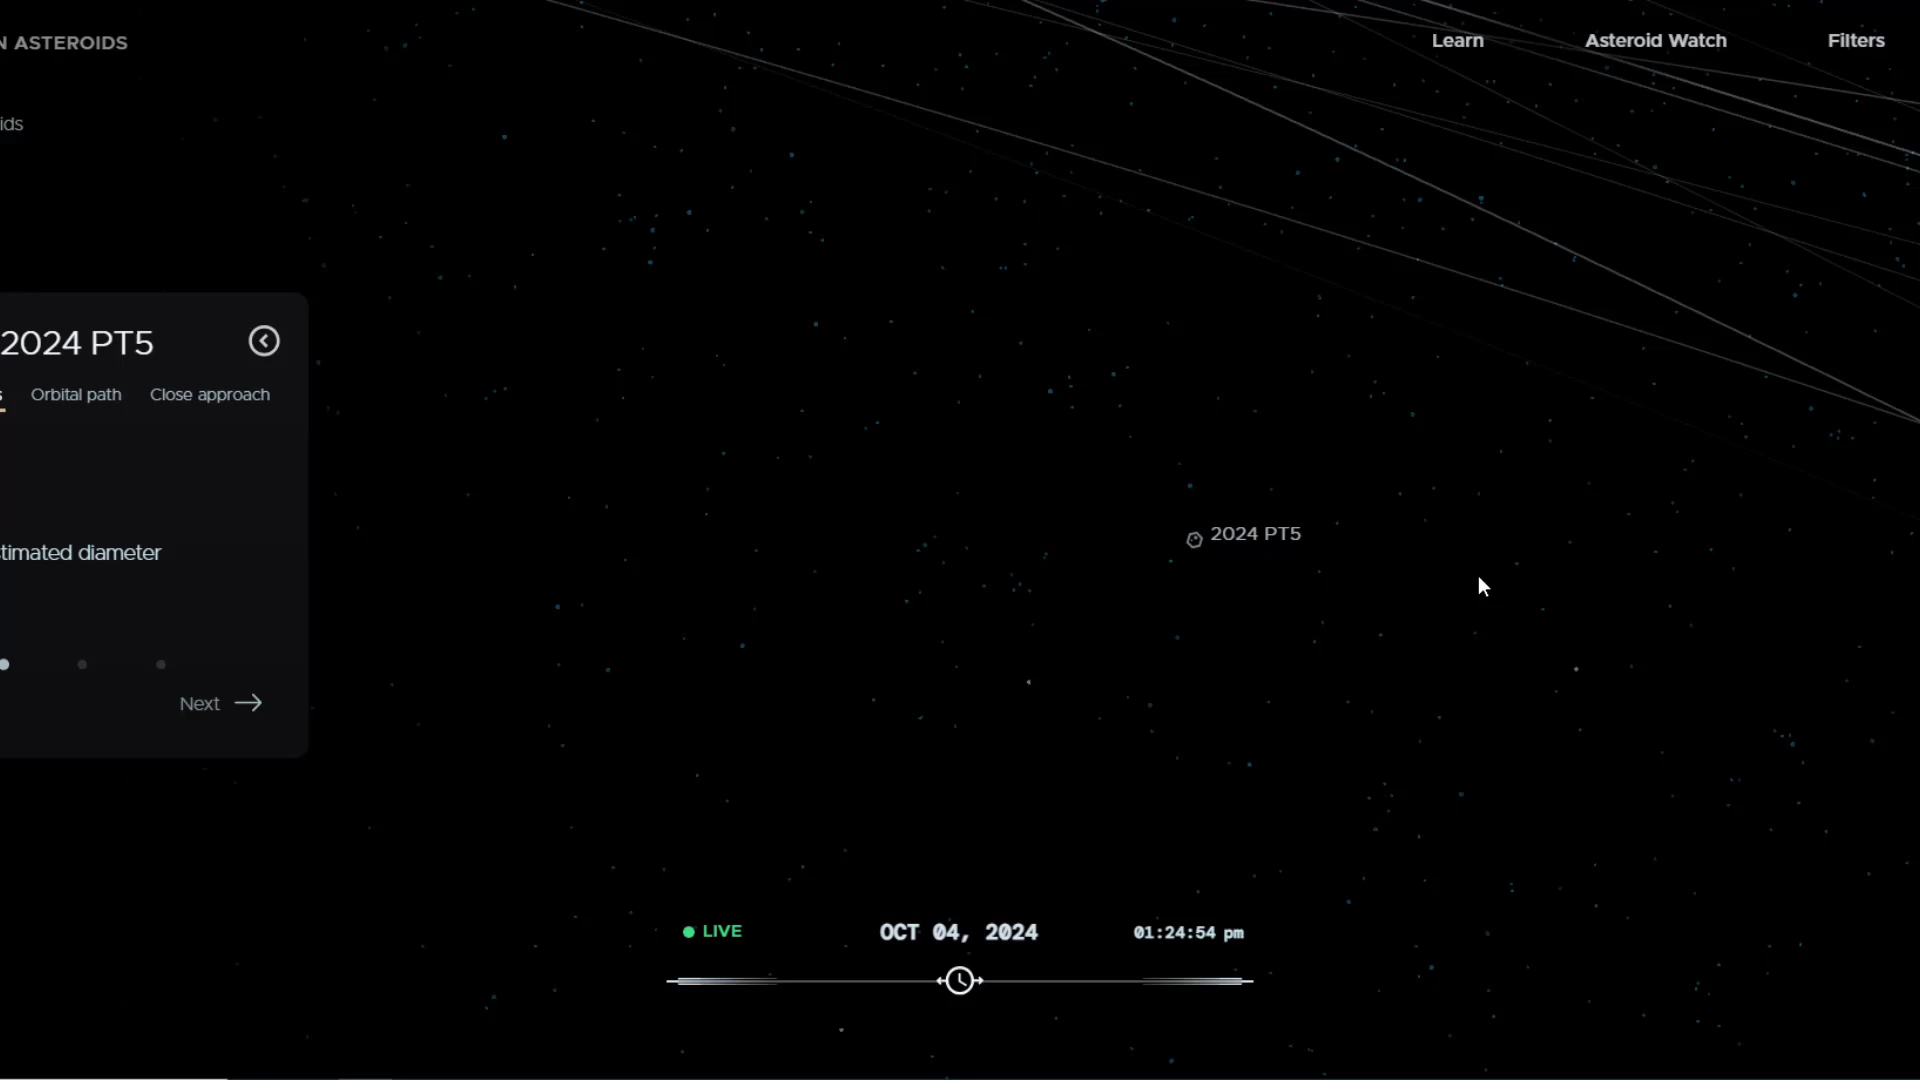 N ASTEROIDS
Learn
Asteroid Watch
Filters
ids
2024 PT5
s Orbital path Close approach
stimated diameter
Next
2024 PT5
LIVE
OCT 04, 2024
01:24:54 pm